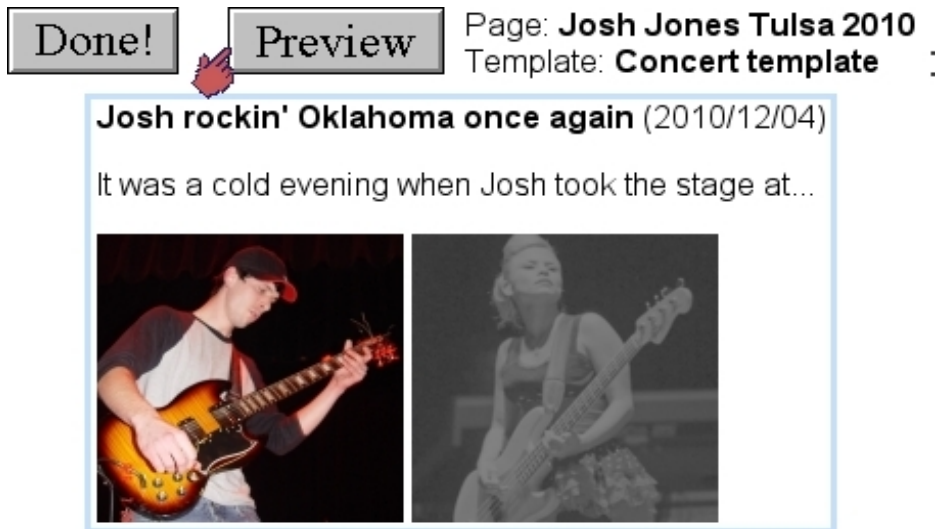 Done!
Preview
Page: Josh Jones Tulsa 2010
Template: Concert template
Josh rockin' Oklahoma once again (2010/12/04)
It was a cold evening when Josh took the stage at...